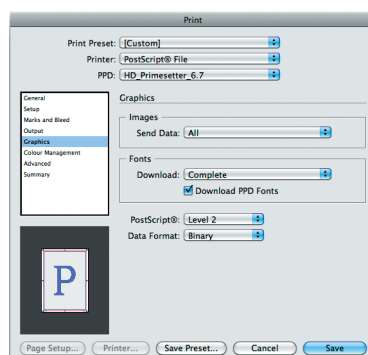 Print
Print Preset: [Custom]
Printer: PostScript® File
PPD: HD_Primesetter_6.7
General
Setup
Marks and Bleed
Output
Graphics
Colour Management
Advanced
Summary
Graphics
Images
Send Data: All
Fonts
Download: Complete
Download PPD Fonts
PostScript®: Level 2
Data Format: Binary
P
Page Setup... Printer... Save Preset... Cancel Save